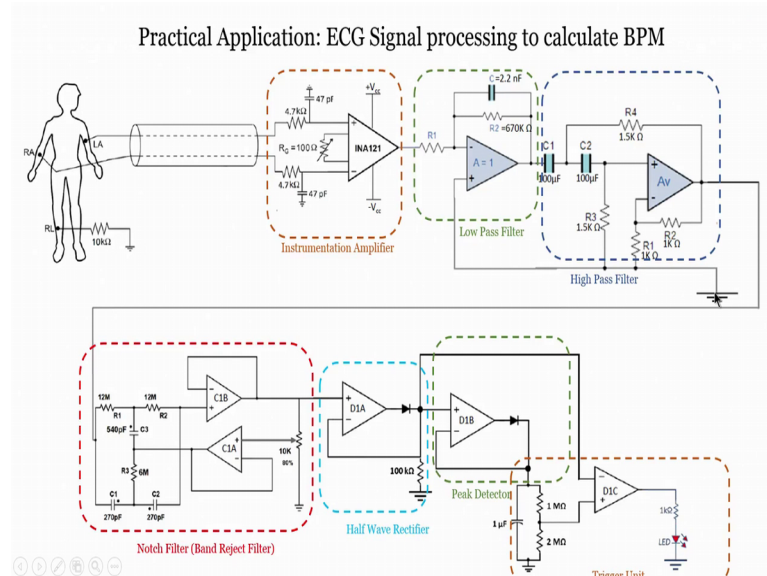 Practical Application: ECG Signal processing to calculate BPM
RA
LA
RL
10kΩ
4.7kΩ
47 pf
RG =100Ω
4.7kΩ
47 pF
+Vcc
INA121
-Vcc
Instrumentation Amplifier
R1
C=2.2 nF
R2 =670K Ω
A = 1
Low Pass Filter
C1
100µF
C2
100µF
R4
1.5K Ω
R3
1.5K Ω
Av
R2
1K Ω
R1
1K Ω
High Pass Filter
12M
R1
12M
R2
540pF
C3
R3
6M
C1
270pF
C2
270pF
C1B
C1A
10K
80%
Notch Filter (Band Reject Filter)
D1A
100 kΩ
Half Wave Rectifier
D1B
Peak Detector
1 µF
1 MΩ
2 MΩ
D1C
1kΩ
LED
Trigger Unit